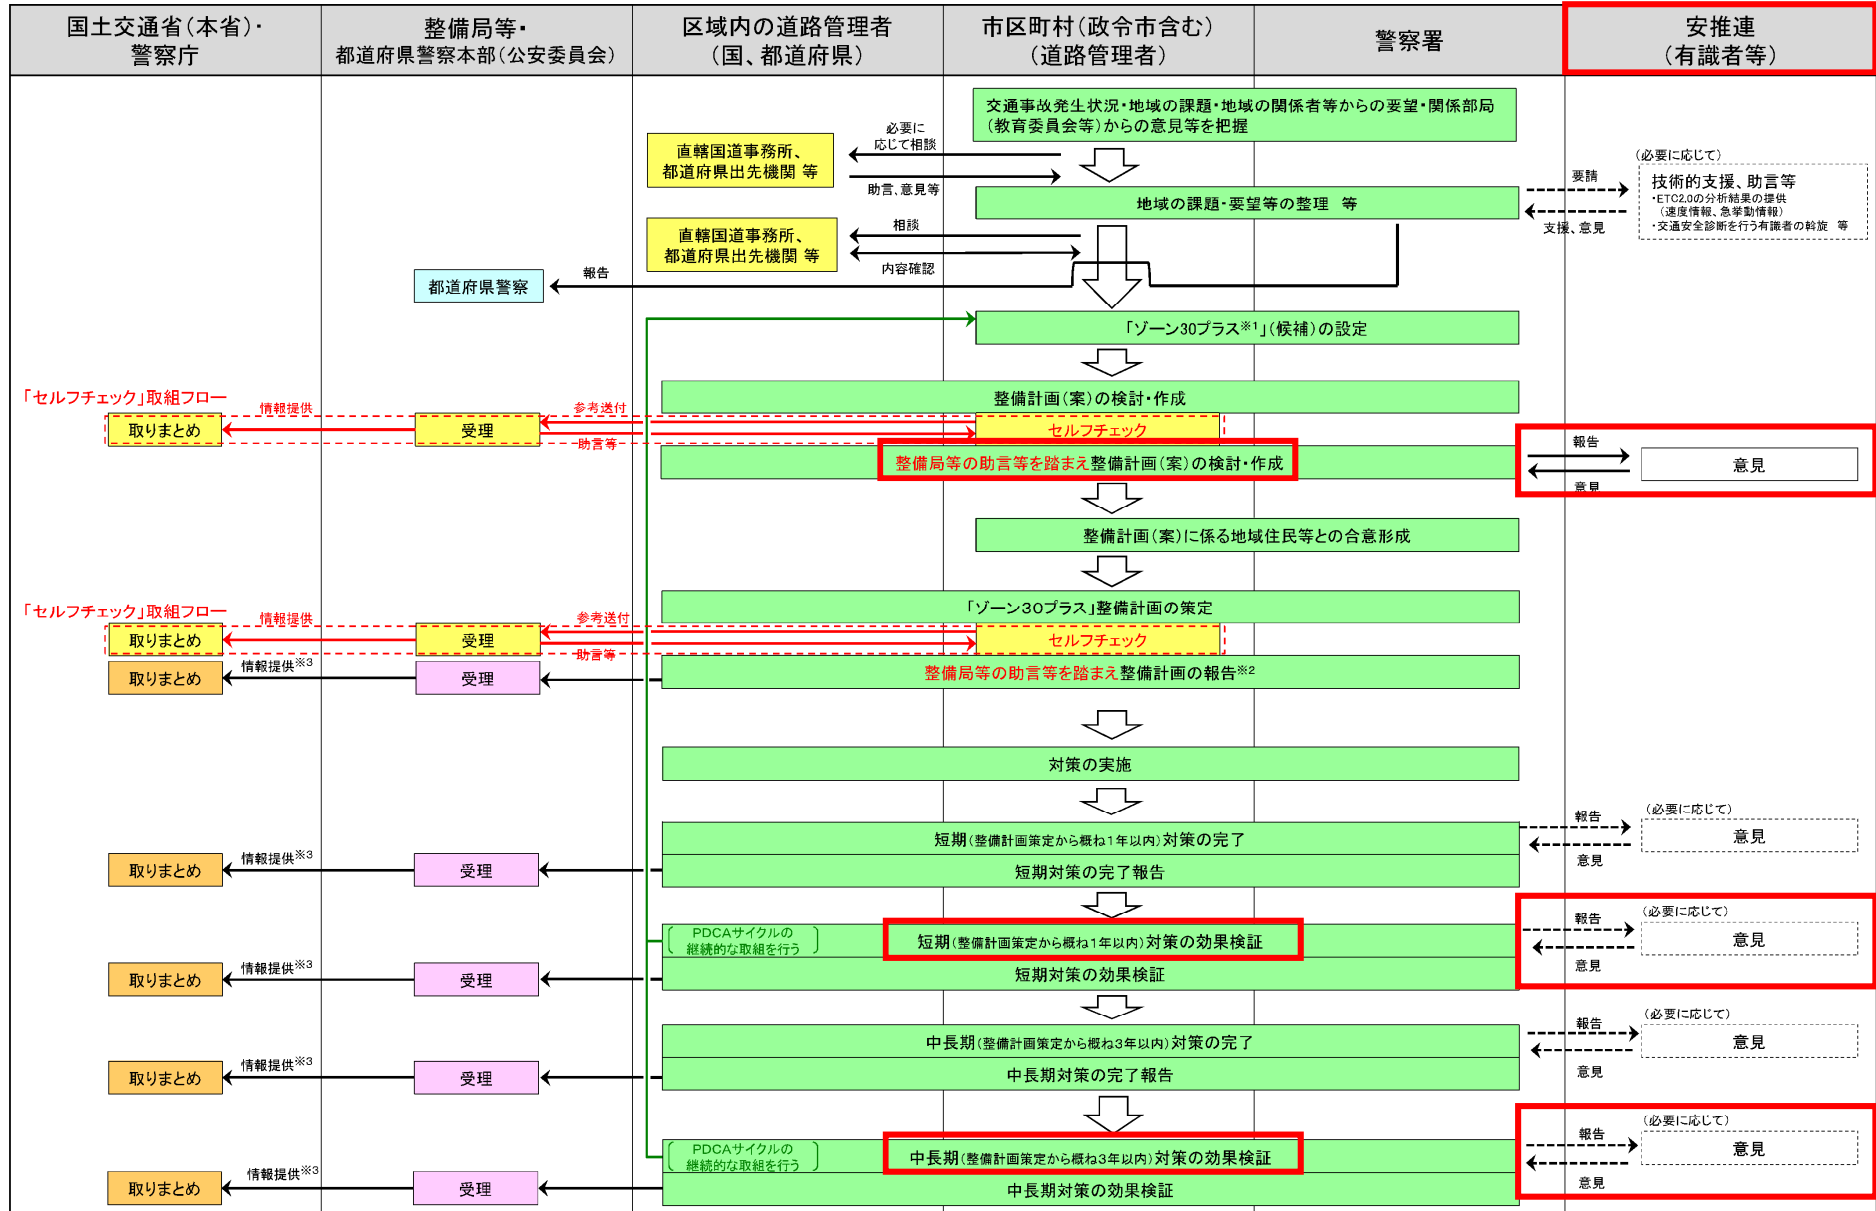 国土交通省(本省)・
警察庁
整備局等・
都道府県警察本部(公安委員会)
区域内の道路管理者
(国、都道府県)
市区町村(政令市含む)
(道路管理者)
警察署
安推連
(有識者等)
交通事故発生状況・地域の課題・地域の関係者等からの要望・関係部局
(教育委員会等)からの意見等を把握
必要に
応じて相談
直轄国道事務所、
都道府県出先機関 等
助言、意見等
地域の課題・要望等の整理 等
要請
支援、意見
(必要に応じて)
技術的支援、助言等
・ETC2.0の分析結果の提供
(速度情報、急挙動情報)
・交通安全診断を行う有識者の斡旋 等
相談
直轄国道事務所、
都道府県出先機関 等
内容確認
報告
都道府県警察
「ゾーン30プラス※1」(候補)の設定
整備計画(案)の検討・作成
「セルフチェック」取組フロー
情報提供
参考送付
取りまとめ
受理
セルフチェック
助言等
整備局等の助言等を踏まえ整備計画(案)の検討・作成
報告
意見
意見
整備計画(案)に係る地域住民等との合意形成
「ゾーン30プラス」整備計画の策定
「セルフチェック」取組フロー
情報提供
参考送付
取りまとめ
受理
セルフチェック
助言等
取りまとめ
情報提供※3
受理
整備局等の助言等を踏まえ整備計画の報告※2
対策の実施
短期(整備計画策定から概ね1年以内)対策の完了
報告
意見
(必要に応じて)
意見
取りまとめ
情報提供※3
受理
短期対策の完了報告
PDCAサイクルの
継続的な取組を行う
短期(整備計画策定から概ね1年以内)対策の効果検証
報告
意見
(必要に応じて)
意見
取りまとめ
情報提供※3
受理
短期対策の効果検証
中長期(整備計画策定から概ね3年以内)対策の完了
報告
意見
(必要に応じて)
意見
取りまとめ
情報提供※3
受理
中長期対策の完了報告
PDCAサイクルの
継続的な取組を行う
中長期(整備計画策定から概ね3年以内)対策の効果検証
報告
意見
(必要に応じて)
意見
取りまとめ
情報提供※3
受理
中長期対策の効果検証